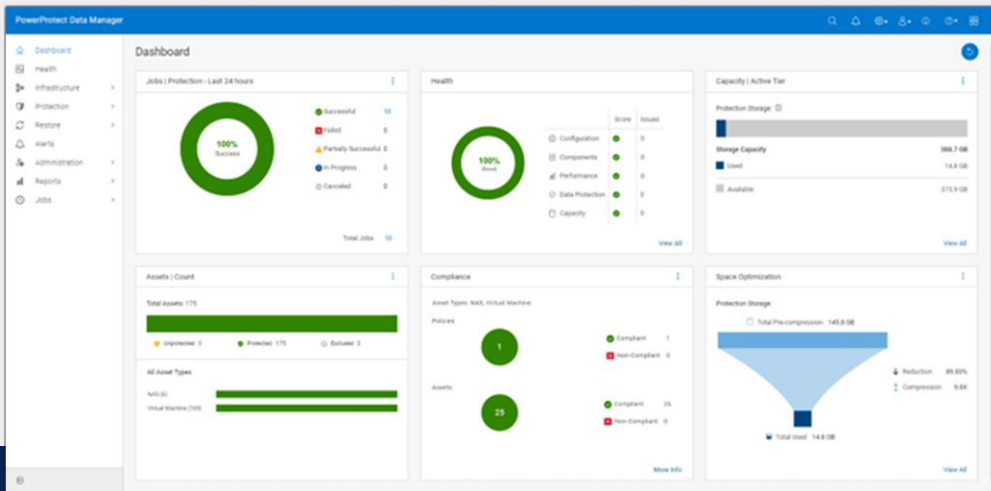 PowerProtect Data Manager
Dashboard
Health
Infrastructure
Protection
Restore
Alerts
Administration
Reports
Jobs
Dashboard
Jobs | Protection - Last 24 hours
100%
Success
Successful 10
Failed 0
Partially Successful 0
In Progress 0
Canceled 0
Total Jobs 10
Health
100%
Good
Score Issues
Configuration 0
Components 0
Performance 0
Data Protection 0
Capacity 0
View All
Capacity | Active Tier
Protection Storage:
Storage Capacity
Used 14.8 GB
Available 373.9 GB
View All
Assets | Count
Total Assets: 175
Unprotected 0 Protected 175 Excluded 0
All Asset Types
NAS (6)
Virtual Machine
Compliance
Asset Types: NAS, Virtual Machine
Policies
1
Compliant 1
Non-Compliant 0
Assets
25
Compliant
Non-Compliant 0
More Info
Space Optimization
Protection Storage:
Total Pre-compression 145.8 GB
Reduction 89.83%
Compression 9.8X
Total Used: 14.8 GB
View All